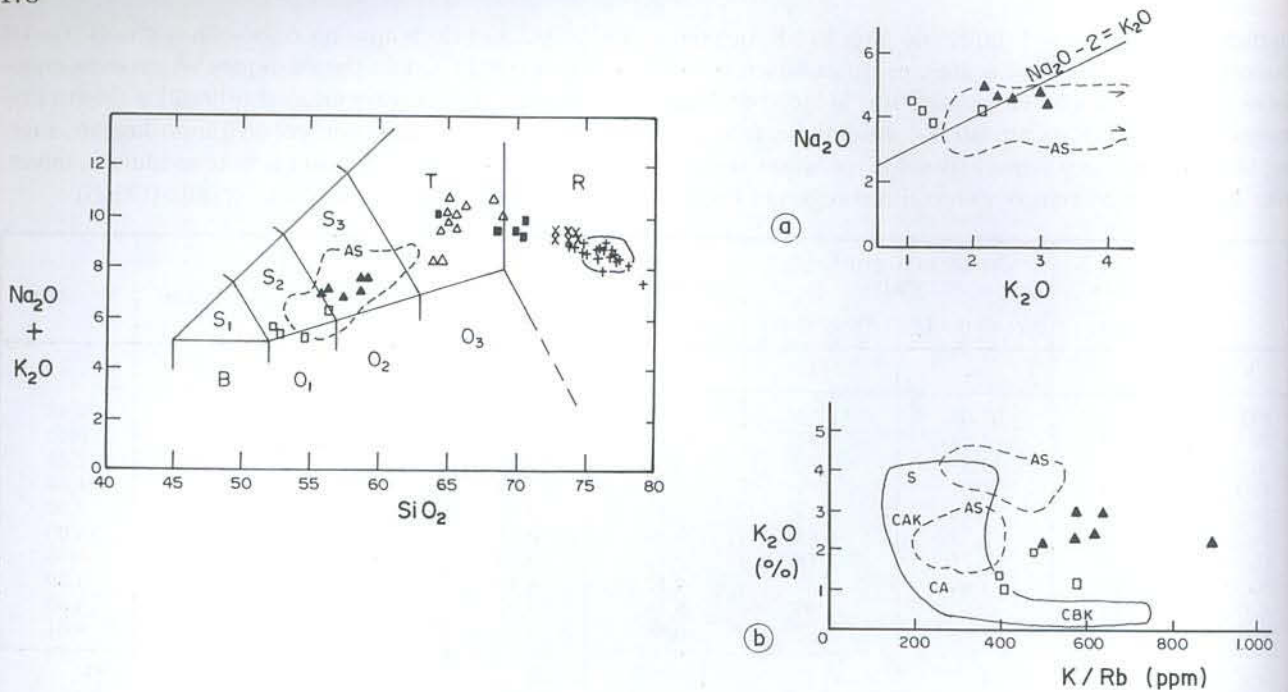 12
10
8
6
4
2
0
Na₂O
+
K₂O
T
R
S₃
AS
S₂
S₁
B
O₁
O₂
O₃
40
45
50
55
60
65
70
75
80
SiO₂
6
4
2
0
Na₂O
Na₂O-2=K₂O
AS
1
2
3
4
K₂O
a
5
4
3
2
1
0
K₂O
(%)
S
AS
CAK
AS
CA
CBK
200
400
600
800
1.000
K/Rb (ppm)
b